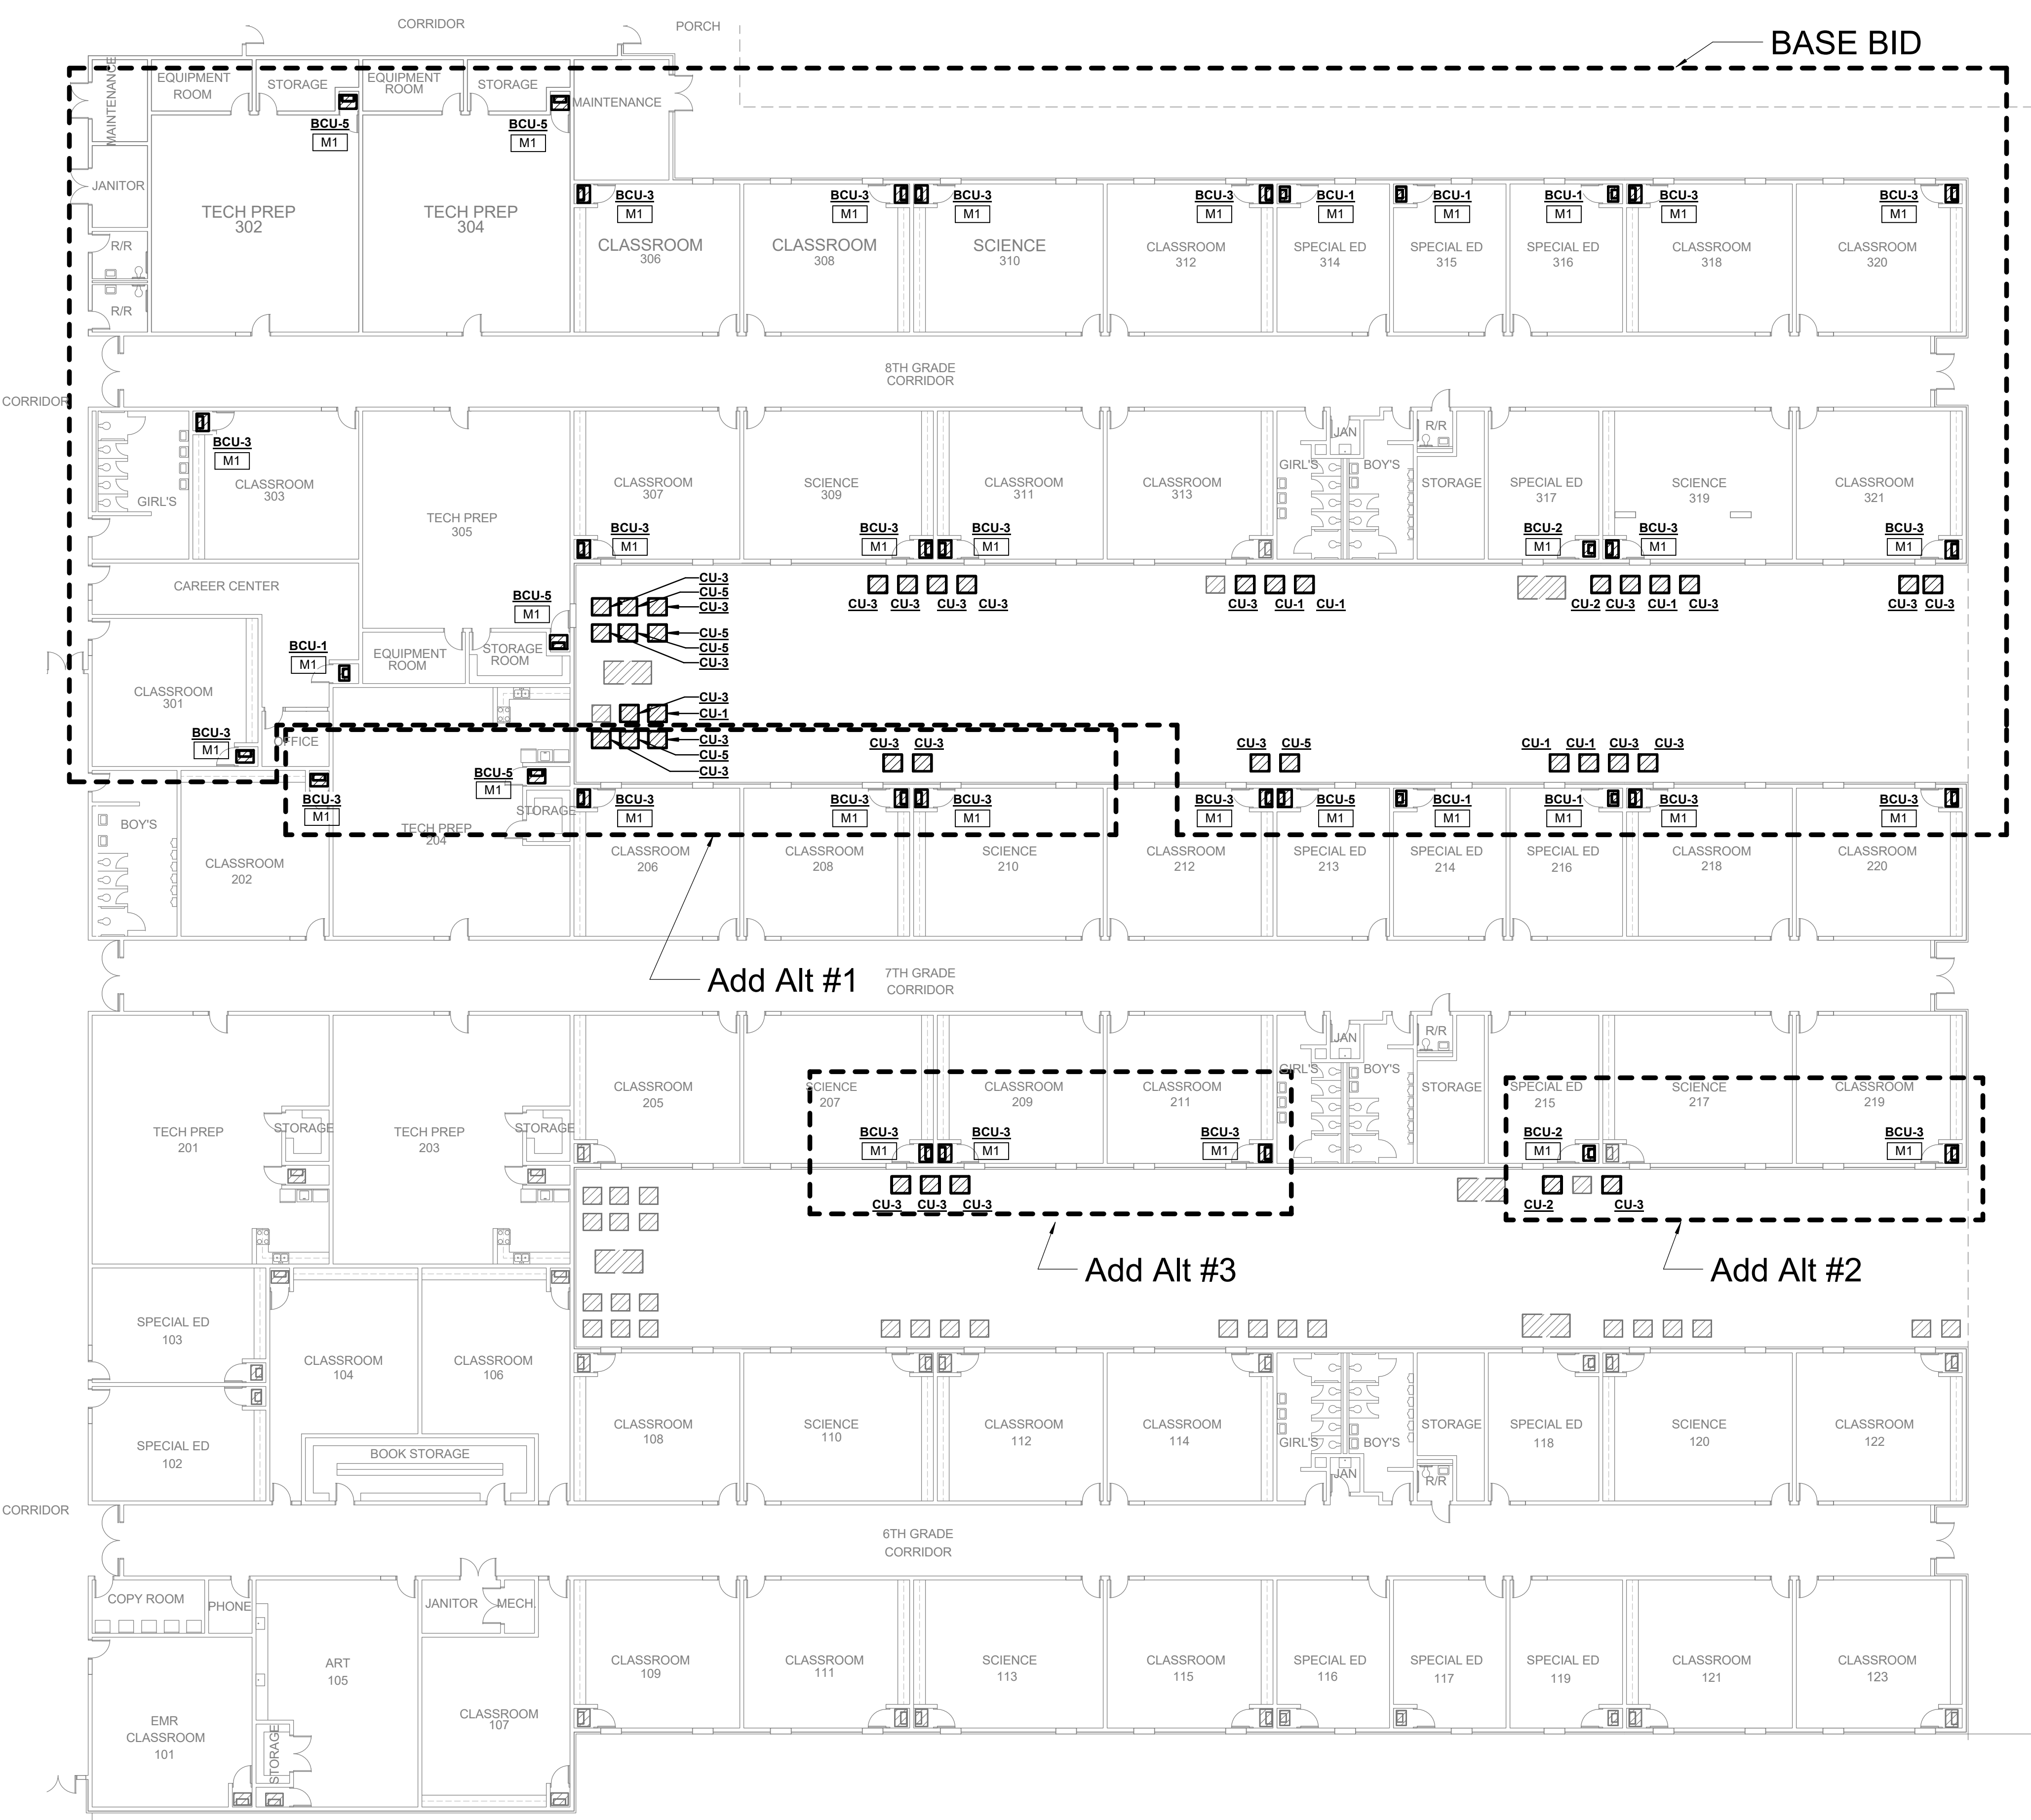 CORRIDOR
PORCH
BASE BID
MAINTENANCE
EQUIPMENT
ROOM
STORAGE
EQUIPMENT
ROOM
STORAGE
MAINTENANCE
BCU-5
M1
BCU-5
M1
JANITOR
R/R
R/R
TECH PREP
302
TECH PREP
304
BCU-3
M1
BCU-3
M1
BCU-3
M1
BCU-3
M1
BCU-1
M1
BCU-1
M1
BCU-1
M1
BCU-3
M1
BCU-3
M1
CLASSROOM
306
CLASSROOM
308
SCIENCE
310
CLASSROOM
312
SPECIAL ED
314
SPECIAL ED
315
SPECIAL ED
316
CLASSROOM
318
CLASSROOM
320
8TH GRADE
CORRIDOR
CORRIDOR
BCU-3
M1
GIRL'S
CLASSROOM
303
TECH PREP
305
CLASSROOM
307
SCIENCE
309
CLASSROOM
311
CLASSROOM
313
GIRL'S
JAN
BOY'S
R/R
STORAGE
SPECIAL ED
317
SCIENCE
319
CLASSROOM
321
BCU-3
M1
BCU-3
M1
BCU-3
M1
BCU-2
M1
BCU-3
M1
BCU-3
M1
CAREER CENTER
BCU-5
M1
BCU-1
M1
EQUIPMENT
ROOM
STORAGE
ROOM
CLASSROOM
301
BCU-3
M1
OFFICE
CU-3
CU-5
CU-3
CU-5
CU-5
CU-3
CU-3
CU-1
CU-3
CU-5
CU-3
CU-3 CU-3 CU-3 CU-3
CU-3 CU-1 CU-1
CU-2 CU-3 CU-1 CU-3
CU-3 CU-3
CU-3 CU-3
CU-3 CU-5
CU-1 CU-1 CU-3 CU-3
BCU-3
M1
BCU-5
M1
STORAGE
BCU-3
M1
BCU-3
M1
BCU-3
M1
BCU-3
M1
BCU-5
M1
BCU-1
M1
BCU-1
M1
BCU-3
M1
BCU-3
M1
BOY'S
CLASSROOM
202
TECH PREP
204
CLASSROOM
206
CLASSROOM
208
SCIENCE
210
CLASSROOM
212
SPECIAL ED
213
SPECIAL ED
214
SPECIAL ED
216
CLASSROOM
218
CLASSROOM
220
Add Alt #1
7TH GRADE
CORRIDOR
TECH PREP
201
STORAGE
TECH PREP
203
STORAGE
CLASSROOM
205
SCIENCE
207
CLASSROOM
209
CLASSROOM
211
GIRL'S
JAN
BOY'S
R/R
STORAGE
SPECIAL ED
215
SCIENCE
217
CLASSROOM
219
BCU-3
M1
BCU-3
M1
BCU-3
M1
BCU-2
M1
BCU-3
M1
CU-3 CU-3 CU-3
CU-2 CU-3
Add Alt #3
Add Alt #2
SPECIAL ED
103
SPECIAL ED
102
CLASSROOM
104
CLASSROOM
106
BOOK STORAGE
CLASSROOM
108
SCIENCE
110
CLASSROOM
112
CLASSROOM
114
GIRL'S
BOY'S
JAN
STORAGE
R/R
SPECIAL ED
118
SCIENCE
120
CLASSROOM
122
CORRIDOR
6TH GRADE
CORRIDOR
COPY ROOM
PHONE
JANITOR
MECH.
ART
105
EMR
CLASSROOM
101
STORAGE
CLASSROOM
107
CLASSROOM
109
CLASSROOM
111
SCIENCE
113
CLASSROOM
115
SPECIAL ED
116
SPECIAL ED
117
SPECIAL ED
119
CLASSROOM
121
CLASSROOM
123